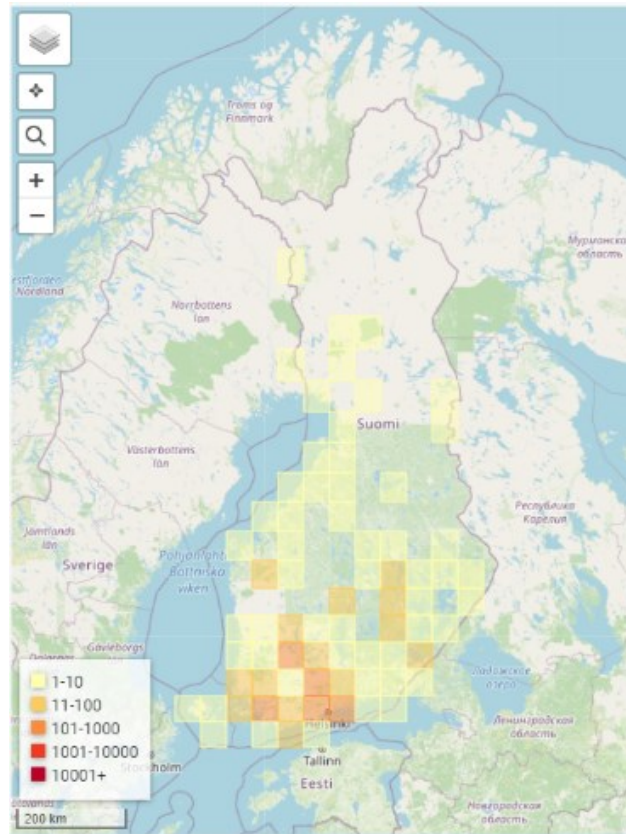 Troms og
Finnmark
Мурманска
область
Nordland
Norrbottens
län
Suomi
Västerbottens
län
Республика
Карелия
Jämtlands
län
Sverige
Pohjanlahti
Bottniska
viken
Gävleborgs
Ладожское
озеро
1-10
11-100
101-1000
1001-10000
10001+
Helsinki
Ленинградская
область
Stockholm
Tallinn
Eesti
Новгородская
область
200 km